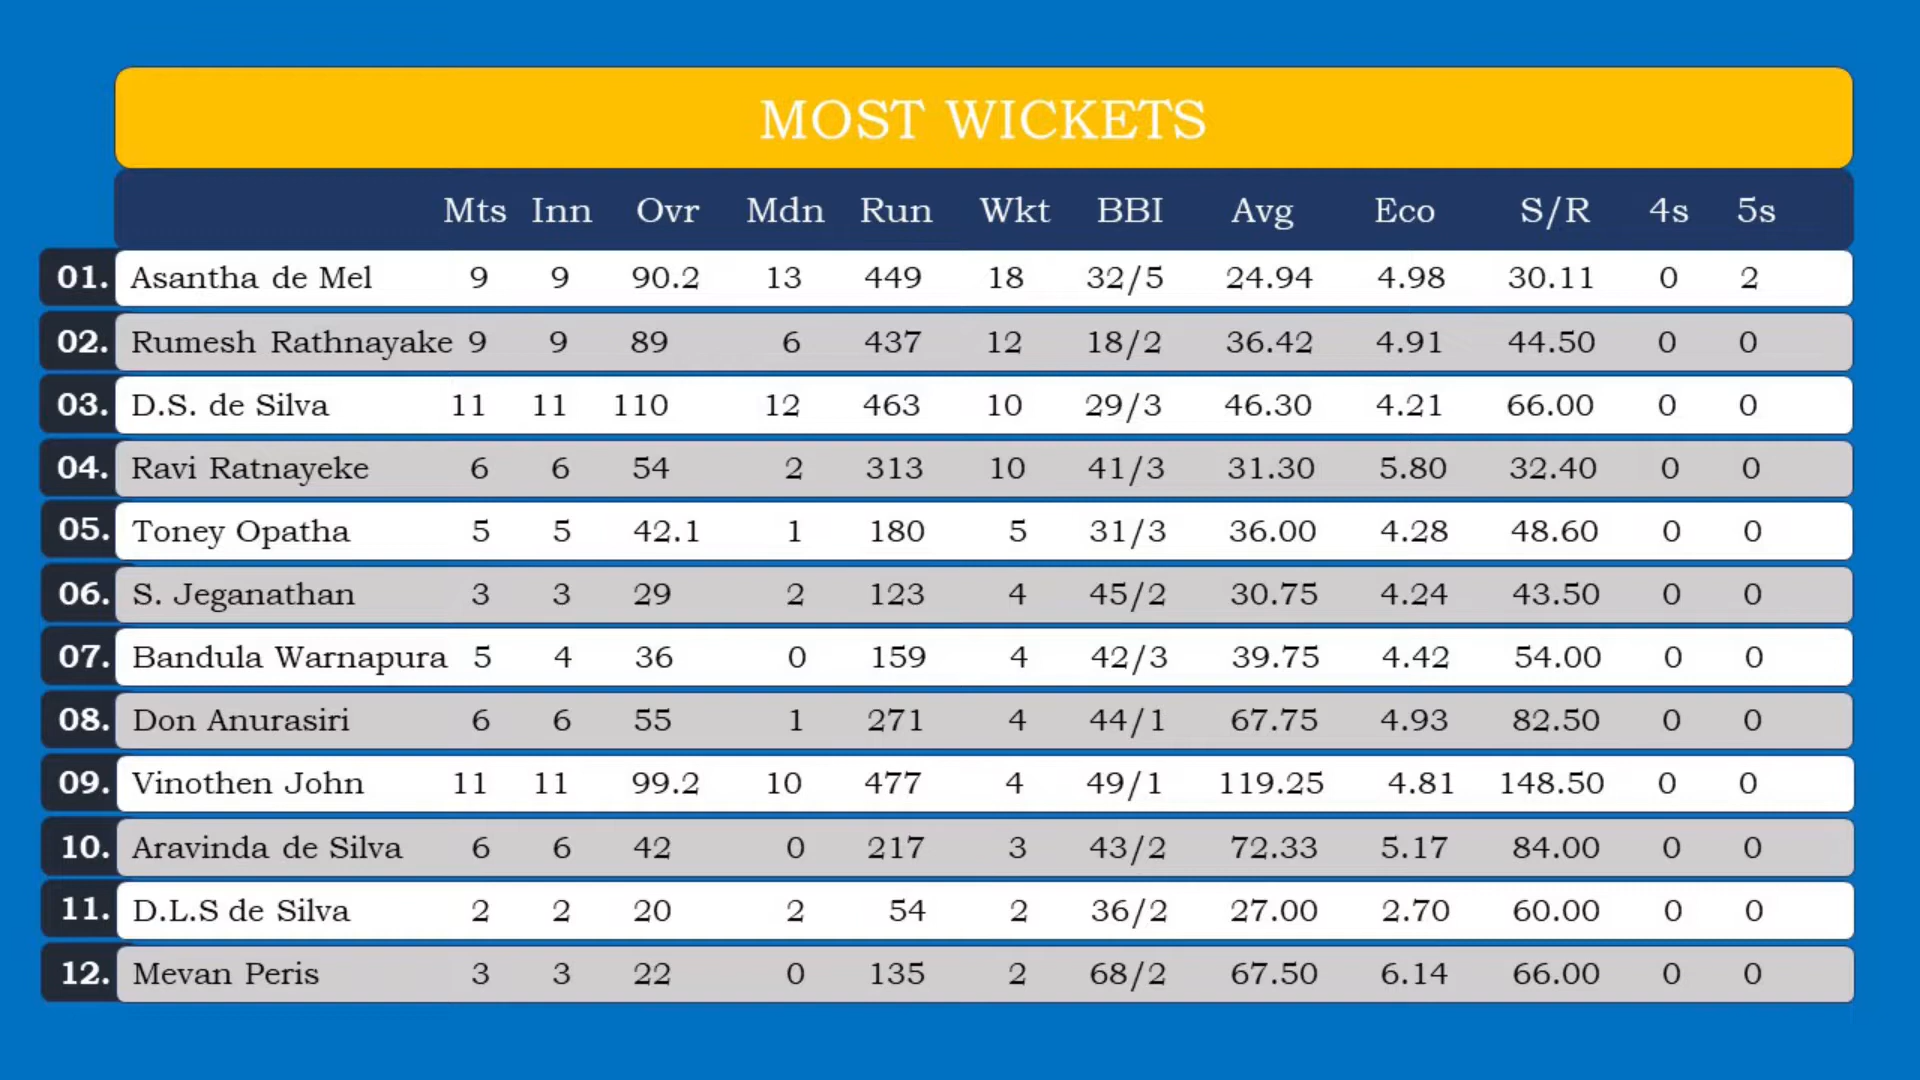 MOST WICKETS
Mts Inn Ovr Mdn Run Wkt BBI Avg Eco S/R 4s 5s
01. Asantha de Mel 9 9 90.2 13 449 18 32/5 24.94 4.98 30.11 0 2
02. Rumesh Rathnayake 9 9 89 6 437 12 18/2 36.42 4.91 44.50 0 0
03. D.S. de Silva 11 11 110 12 463 10 29/3 46.30 4.21 66.00 0 0
04. Ravi Ratnayeke 6 6 54 2 313 10 41/3 31.30 5.80 32.40 0 0
05. Toney Opatha 5 5 42.1 1 180 5 31/3 36.00 4.28 48.60 0 0
06. S. Jeganathan 3 3 29 2 123 4 45/2 30.75 4.24 43.50 0 0
07. Bandula Warnapura 5 4 36 0 159 4 42/3 39.75 4.42 54.00 0 0
08. Don Anurasiri 6 6 55 1 271 4 44/1 67.75 4.93 82.50 0 0
09. Vinothen John 11 11 99.2 10 477 4 49/1 119.25 4.81 148.50 0 0
10. Aravinda de Silva 6 6 42 0 217 3 43/2 72.33 5.17 84.00 0 0
11. D.L.S de Silva 2 2 20 2 54 2 36/2 27.00 2.70 60.00 0 0
12. Mevan Peris 3 3 22 0 135 2 68/2 67.50 6.14 66.00 0 0